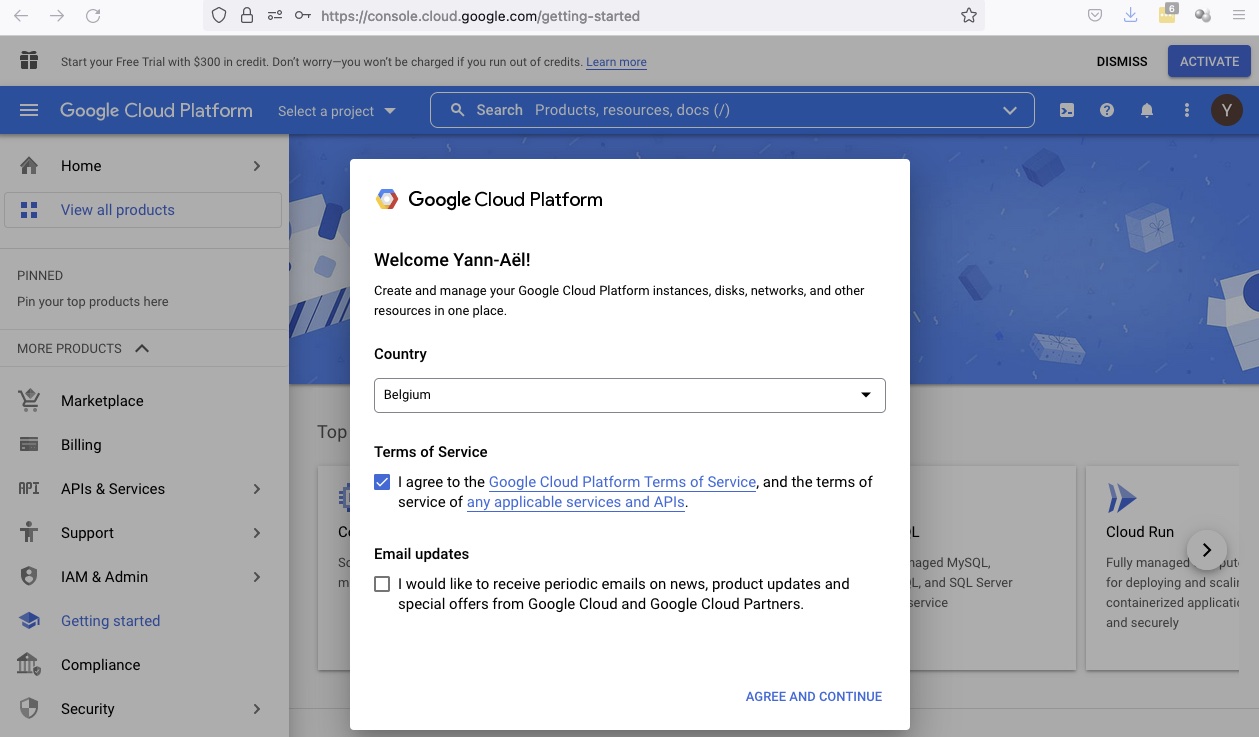 https://console.cloud.google.com/getting-started
6
Start your Free Trial with $300 in credit. Don't worry—you won't be charged if you run out of credits. Learn more
DISMISS
ACTIVATE
Google Cloud Platform
Select a project
Search Products, resources, docs (/)
Y
Home
View all products
PINNED
Pin your top products here
MORE PRODUCTS
Marketplace
Billing
API APIs & Services
Support
IAM & Admin
Getting started
Compliance
Security
Google Cloud Platform
Welcome Yann-Aël!
Create and manage your Google Cloud Platform instances, disks, networks, and other
resources in one place.
Country
Belgium
Terms of Service
I agree to the Google Cloud Platform Terms of Service, and the terms of
service of any applicable services and APIs.
Email updates
I would like to receive periodic emails on news, product updates and
special offers from Google Cloud and Google Cloud Partners.
AGREE AND CONTINUE
Top
MySQL,
and SQL Server
service
Cloud Run
Fully managed
for deploying and
containerized
and securely